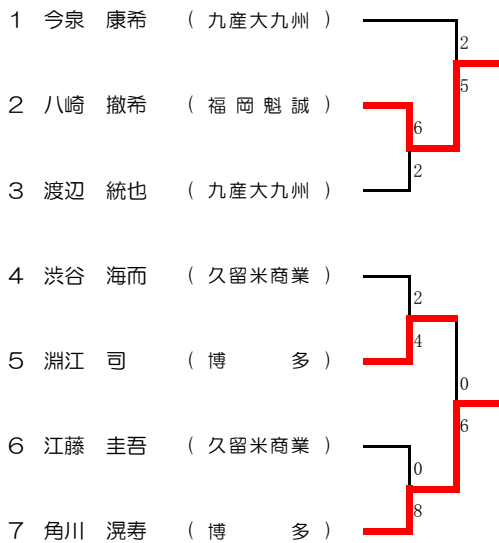 1 今泉 康希 ( 九産大九州 )
2
5
2 八崎 撤希 ( 福岡魁誠 )
6
2
3 渡辺 統也 ( 九産大九州 )
4 渋谷 海而 ( 久留米商業 )
2
4
5 淵江 司 ( 博 多 )
0
6
6 江藤 圭吾 ( 久留米商業 )
0
8
7 角川 滉寿 ( 博 多 )